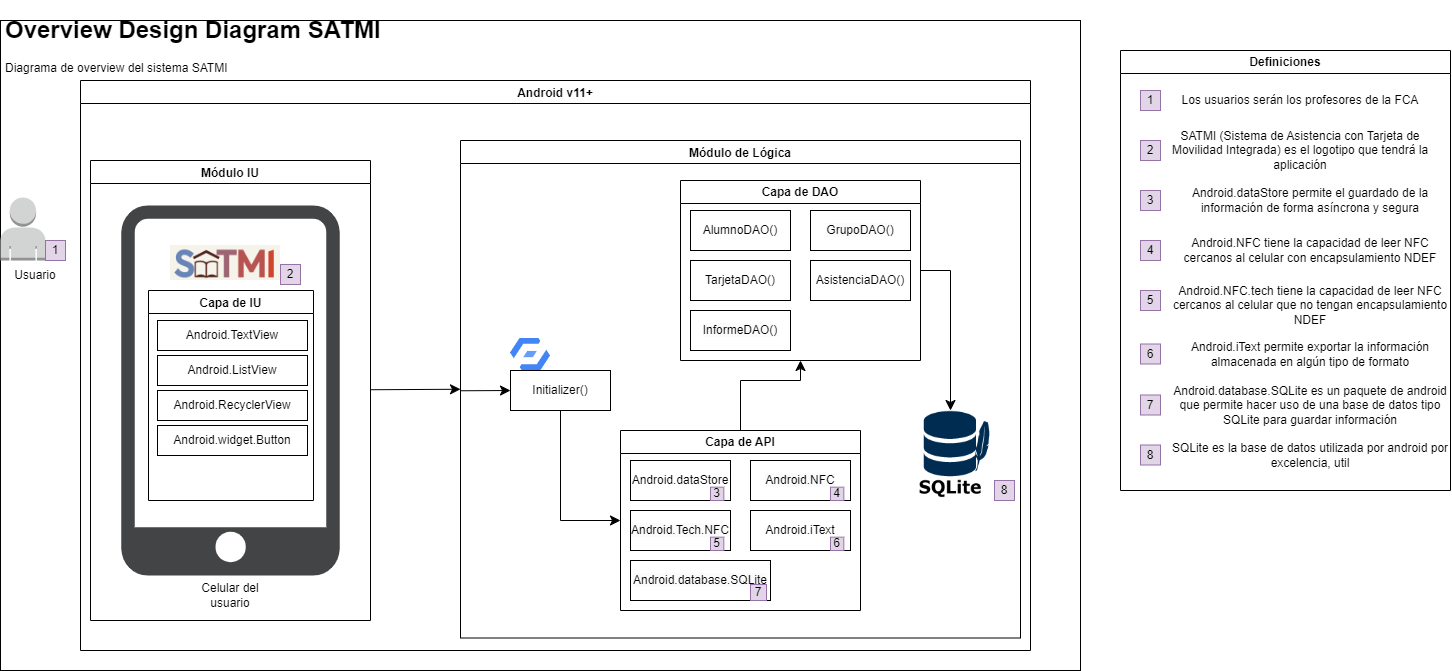 Overview Design Diagram SATMI
Diagrama de overview del sistema SATMI
Android v11+
Usuario
1
Módulo IU
SATMI
2
Capa de IU
Android.TextView
Android.ListView
Android.RecyclerView
Android.widget.Button
Celular del
usuario
Módulo de Lógica
Initializer()
Capa de DAO
AlumnoDAO()
GrupoDAO()
TarjetaDAO()
AsistenciaDAO()
InformeDAO()
Capa de API
Android.dataStore
3
Android.NFC
4
Android.Tech.NFC
5
Android.iText
6
Android.database.SQLite
7
SQLite
8
Definiciones
1
Los usuarios serán los profesores de la FCA
2
SATMI (Sistema de Asistencia con Tarjeta de
Movilidad Integrada) es el logotipo que tendrá la
aplicación
3
Android.dataStore permite el guardado de la
información de forma asíncrona y segura
4
Android.NFC tiene la capacidad de leer NFC
cercanos al celular con encapsulamiento NDEF
5
Android.NFC.tech tiene la capacidad de leer NFC
cercanos al celular que no tengan encapsulamiento
NDEF
6
Android.iText permite exportar la información
almacenada en algún tipo de formato
7
Android.database.SQLite es un paquete de android
que permite hacer uso de una base de datos tipo
SQLite para guardar información
8
SQLite es la base de datos utilizada por android por
excelencia, util